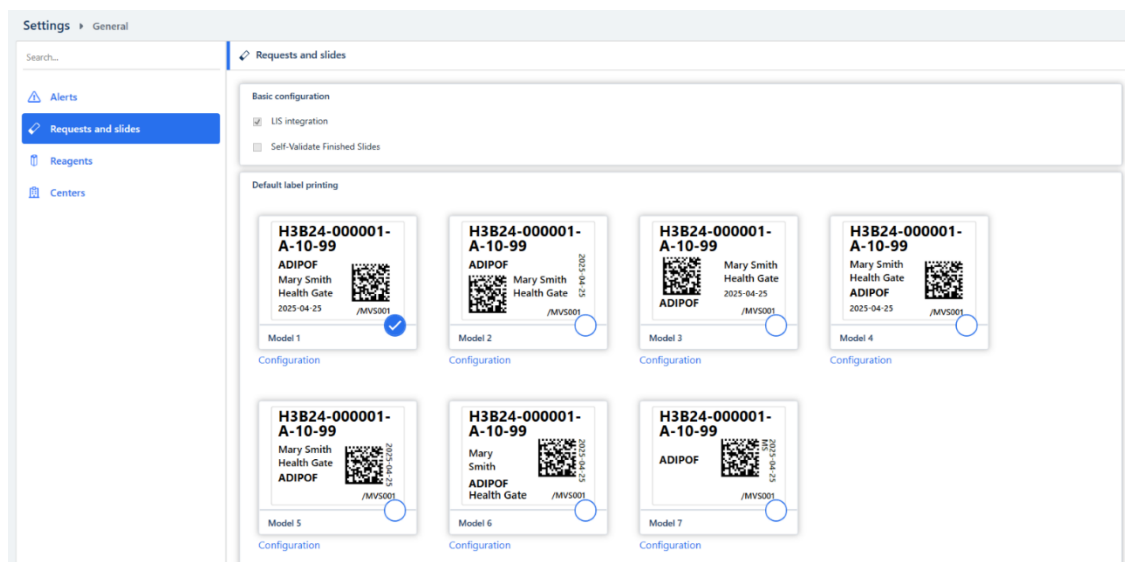 Settings ▸ General
Search...
Alerts
Requests and slides
Reagents
Centers
Requests and slides
Basic configuration
LIS integration
Self-Validate Finished Slides
Default label printing
H3B24-000001-
A-10-99
ADIPOF
Mary Smith
Health Gate
2025-04-25
/MVS001
Model 1
Configuration
H3B24-000001-
A-10-99
ADIPOF
Mary Smith
Health Gate
2025-04-25
/MVS001
Model 2
Configuration
H3B24-000001-
A-10-99
Mary Smith
Health Gate
2025-04-25
ADIPOF
/MVS001
Model 3
Configuration
H3B24-000001-
A-10-99
Mary Smith
Health Gate
ADIPOF
2025-04-25
/MVS001
Model 4
Configuration
H3B24-000001-
A-10-99
Mary Smith
Health Gate
ADIPOF
2025-04-25
/MVS001
Model 5
Configuration
H3B24-000001-
A-10-99
Mary
Smith
ADIPOF
Health Gate
2025-04-25
/MVS001
Model 6
Configuration
H3B24-000001-
A-10-99
ADIPOF
2025-04-25
MS
/MVS001
Model 7
Configuration